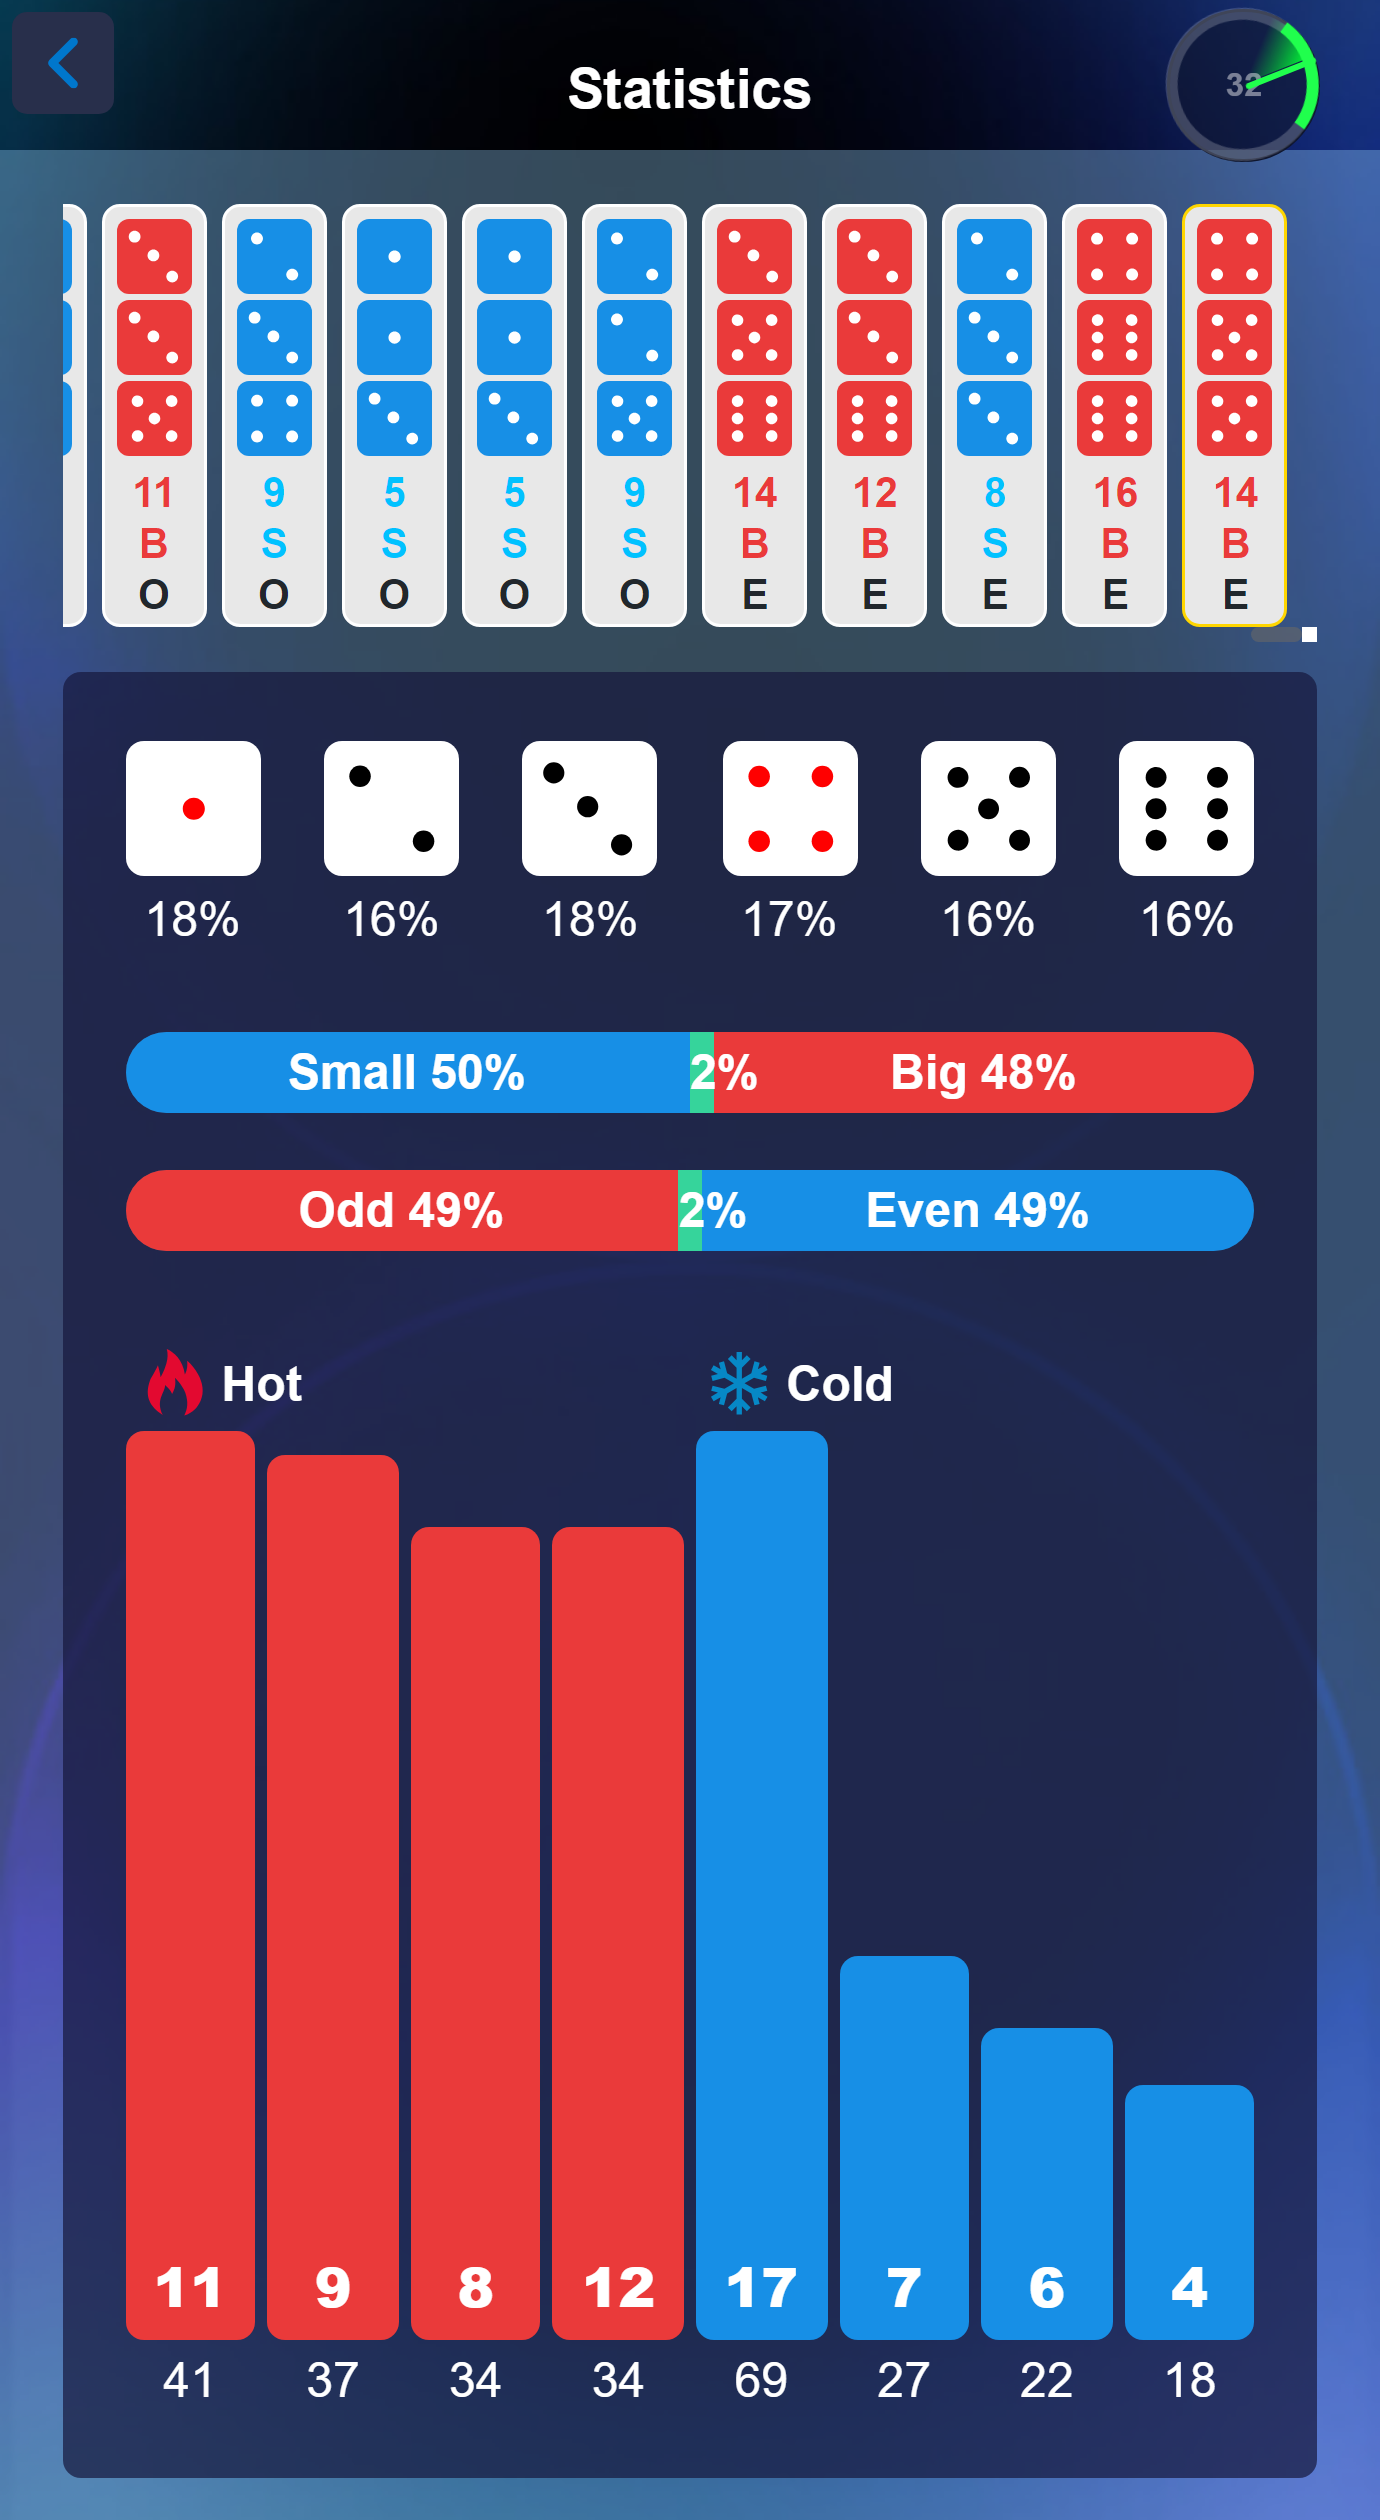 Statistics
32
11 9 5 5 9 14 12 8 16 14
B S S S S B B S B B
O O O O O E E E E E
18% 16% 18% 17% 16% 16%
Small 50% 2% Big 48%
Odd 49% 2% Even 49%
Hot Cold
11 9 8 12 17 7 6 4
41 37 34 34 69 27 22 18